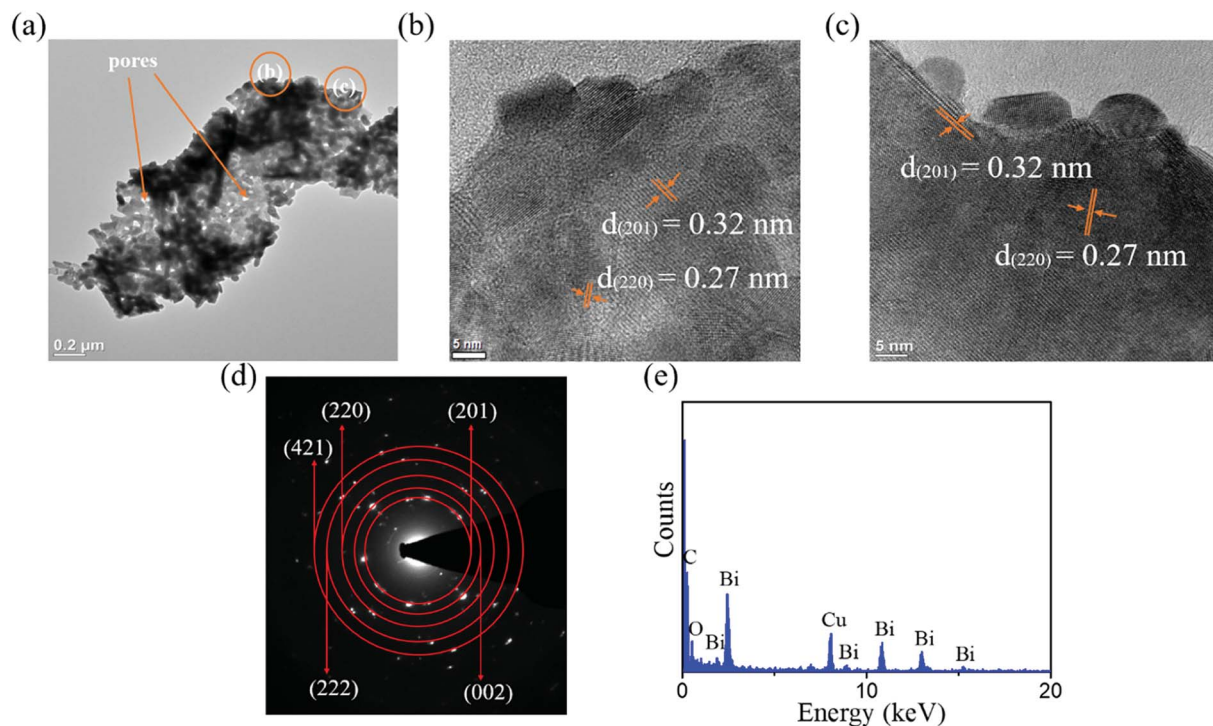 (a)
pores
(b)
(c)
0.2 μm
(b)
d(201) = 0.32 nm
d(220) = 0.27 nm
5 nm
(c)
d(201) = 0.32 nm
d(220) = 0.27 nm
5 nm
(d)
(220)
(201)
(421)
(222)
(002)
(e)
Counts
C
O
Bi
Bi
Cu
Bi
Bi
Bi
Bi
0
10
20
Energy (keV)